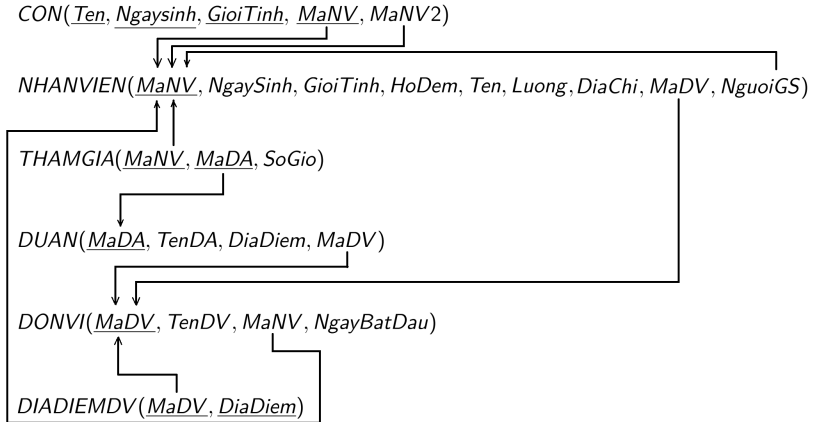 CON(Ten, Ngaysinh, GioiTinh, MaNV, MaNV2)
NHANVIEN(MaNV, NgaySinh, GioiTinh, HoDem, Ten, Luong, DiaChi, MaDV, NguoiGS)
THAMGIA(MaNV, MaDA, SoGio)
DUAN(MaDA, TenDA, DiaDiem, MaDV)
DONVI(MaDV, TenDV, MaNV, NgayBatDau)
DIADIEMDV(MaDV, DiaDiem)